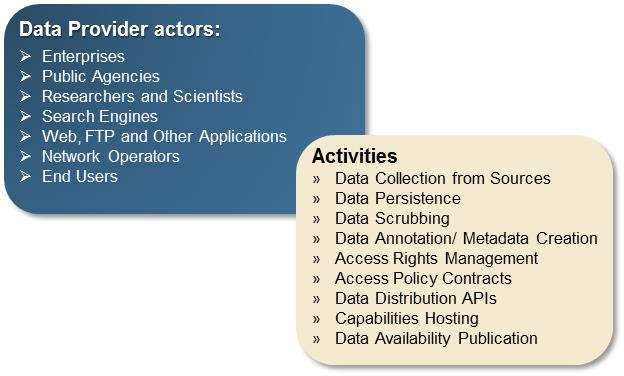 Data Provider actors:
➢ Enterprises
➢ Public Agencies
➢ Researchers and Scientists
➢ Search Engines
➢ Web, FTP and Other Applications
➢ Network Operators
➢ End Users
Activities
» Data Collection from Sources
» Data Persistence
» Data Scrubbing
» Data Annotation/ Metadata Creation
» Access Rights Management
» Access Policy Contracts
» Data Distribution APIs
» Capabilities Hosting
» Data Availability Publication